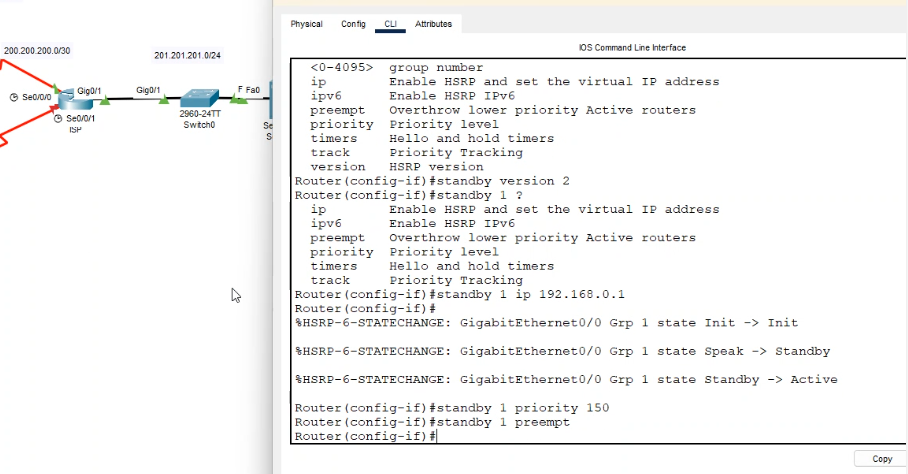 200.200.200.0/30
201.201.201.0/24
Se0/0/0
Gig0/1
Gig0/1
F Fa0
Se0/0/1
ISP
2960-24TT
Switch0
Se
S
Physical Config CLI Attributes
IOS Command Line Interface
<0-4095> group number
ip Enable HSRP and set the virtual IP address
ipv6 Enable HSRP IPv6
preempt Overthrow lower priority Active routers
priority Priority level
timers Hello and hold timers
track Priority Tracking
version HSRP version
Router(config-if)#standby version 2
Router(config-if)#standby 1 ?
ip Enable HSRP and set the virtual IP address
ipv6 Enable HSRP IPv6
preempt Overthrow lower priority Active routers
priority Priority level
timers Hello and hold timers
track Priority Tracking
Router(config-if)#standby 1 ip 192.168.0.1
Router(config-if)#
%HSRP-6-STATECHANGE: GigabitEthernet0/0 Grp 1 state Init -> Init
%HSRP-6-STATECHANGE: GigabitEthernet0/0 Grp 1 state Speak -> Standby
%HSRP-6-STATECHANGE: GigabitEthernet0/0 Grp 1 state Standby -> Active
Router(config-if)#standby 1 priority 150
Router(config-if)#standby 1 preempt
Router(config-if)#
Copy